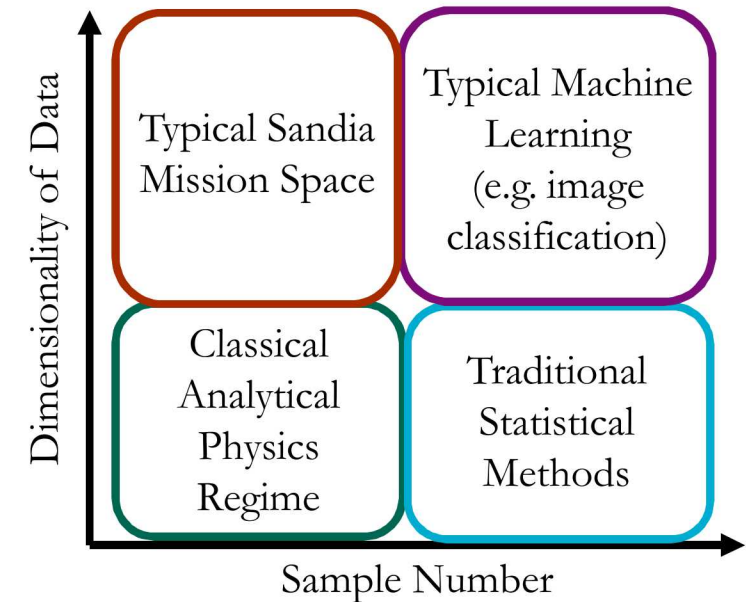 Dimensionality of Data
Typical Sandia
Mission Space
Typical Machine
Learning
(e.g. image
classification)
Classical
Analytical
Physics
Regime
Traditional
Statistical
Methods
Sample Number